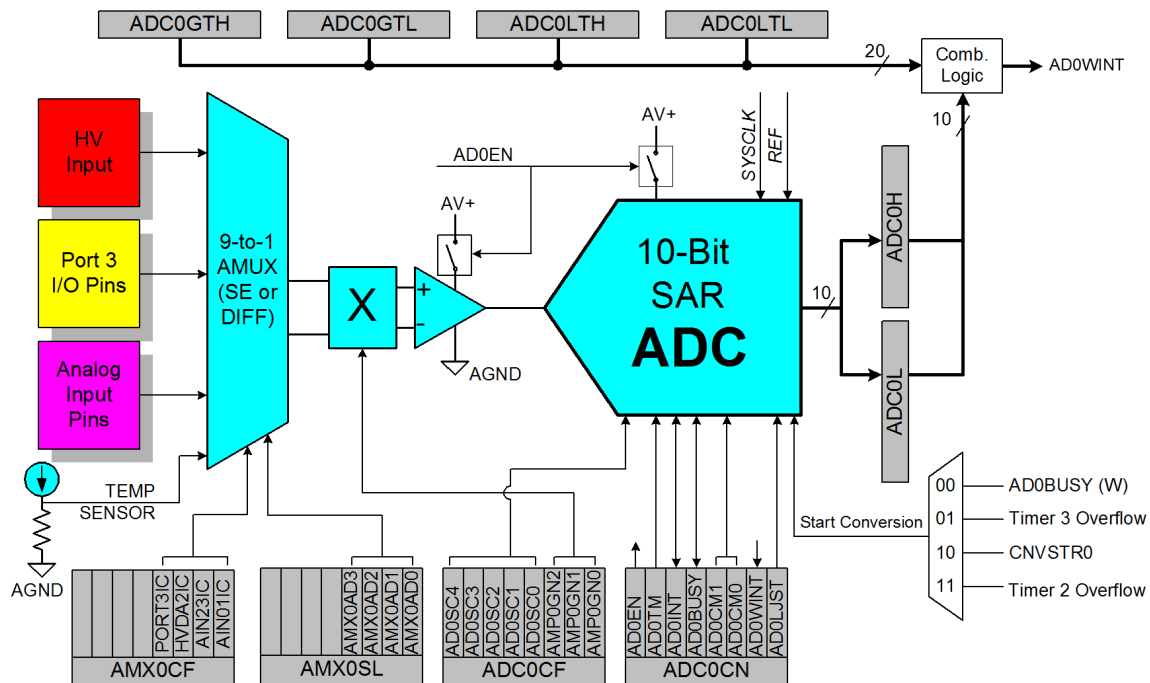 ADC0GTH
ADC0GTL
ADC0LTH
ADC0LTL
20
Comb.
Logic
AD0WINT
10
HV
Input
Port 3
I/O Pins
Analog
Input
Pins
9-to-1
AMUX
(SE or
DIFF)
X
+
-
AV+
AGND
AD0EN
AV+
SYSCLK
REF
10-Bit
SAR
ADC
10
ADC0H
ADC0L
TEMP
SENSOR
AGND
Start Conversion
00
AD0BUSY (W)
01
Timer 3 Overflow
10
CNVSTR0
11
Timer 2 Overflow
PORT3IC
HVDA2IC
AIN23IC
AIN01IC
AMX0CF
AMX0AD3
AMX0AD2
AMX0AD1
AMX0AD0
AMX0SL
AD0SC4
AD0SC3
AD0SC2
AD0SC1
AD0SC0
AMP0GN2
AMP0GN1
AMP0GN0
ADC0CF
AD0EN
AD0TM
AD0INT
AD0BUSY
AD0CM1
AD0CM0
AD0WINT
AD0LJST
ADC0CN